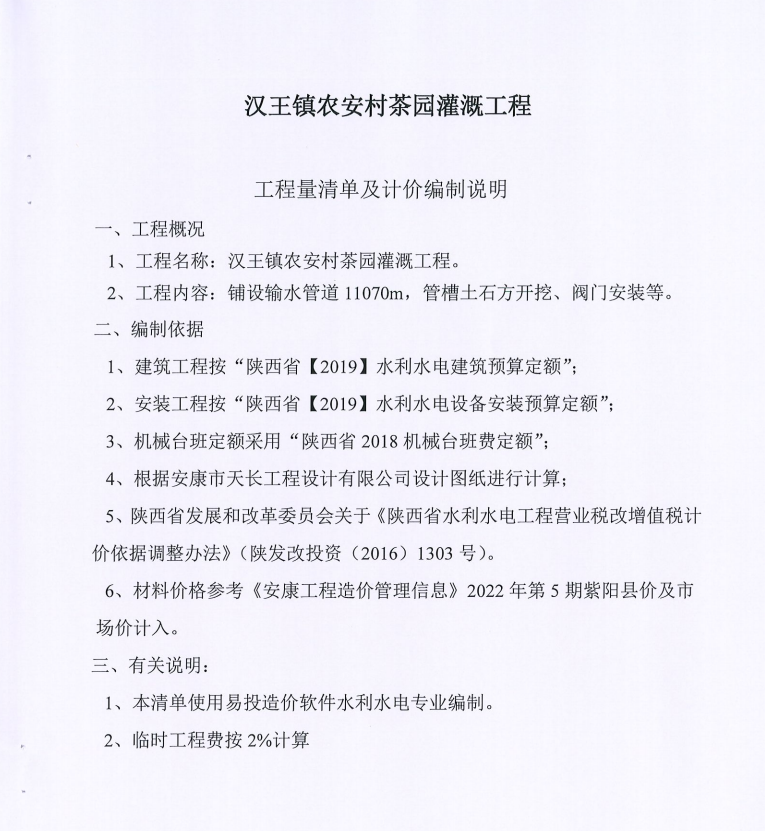 汉王镇农安村茶园灌溉工程
工程量清单及计价编制说明
一、工程概况
1、工程名称：汉王镇农安村茶园灌溉工程。
2、工程内容：铺设输水管道 11070m，管槽土石方开挖、阀门安装等。
二、编制依据
1、建筑工程按“陕西省【2019】水利水电建筑预算定额”；
2、安装工程按“陕西省【2019】水利水电设备安装预算定额”；
3、机械台班定额采用“陕西省 2018 机械台班费定额”；
4、根据安康市天长工程设计有限公司设计图纸进行计算；
5、陕西省发展和改革委员会关于《陕西省水利水电工程营业税改增值税计
价依据调整办法》（陕发改投资（2016）1303 号）。
6、材料价格参考《安康工程造价管理信息》2022 年第 5 期紫阳县价及市
场价计入。
三、有关说明：
1、本清单使用易投造价软件水利水电专业编制。
2、临时工程费按 2%计算